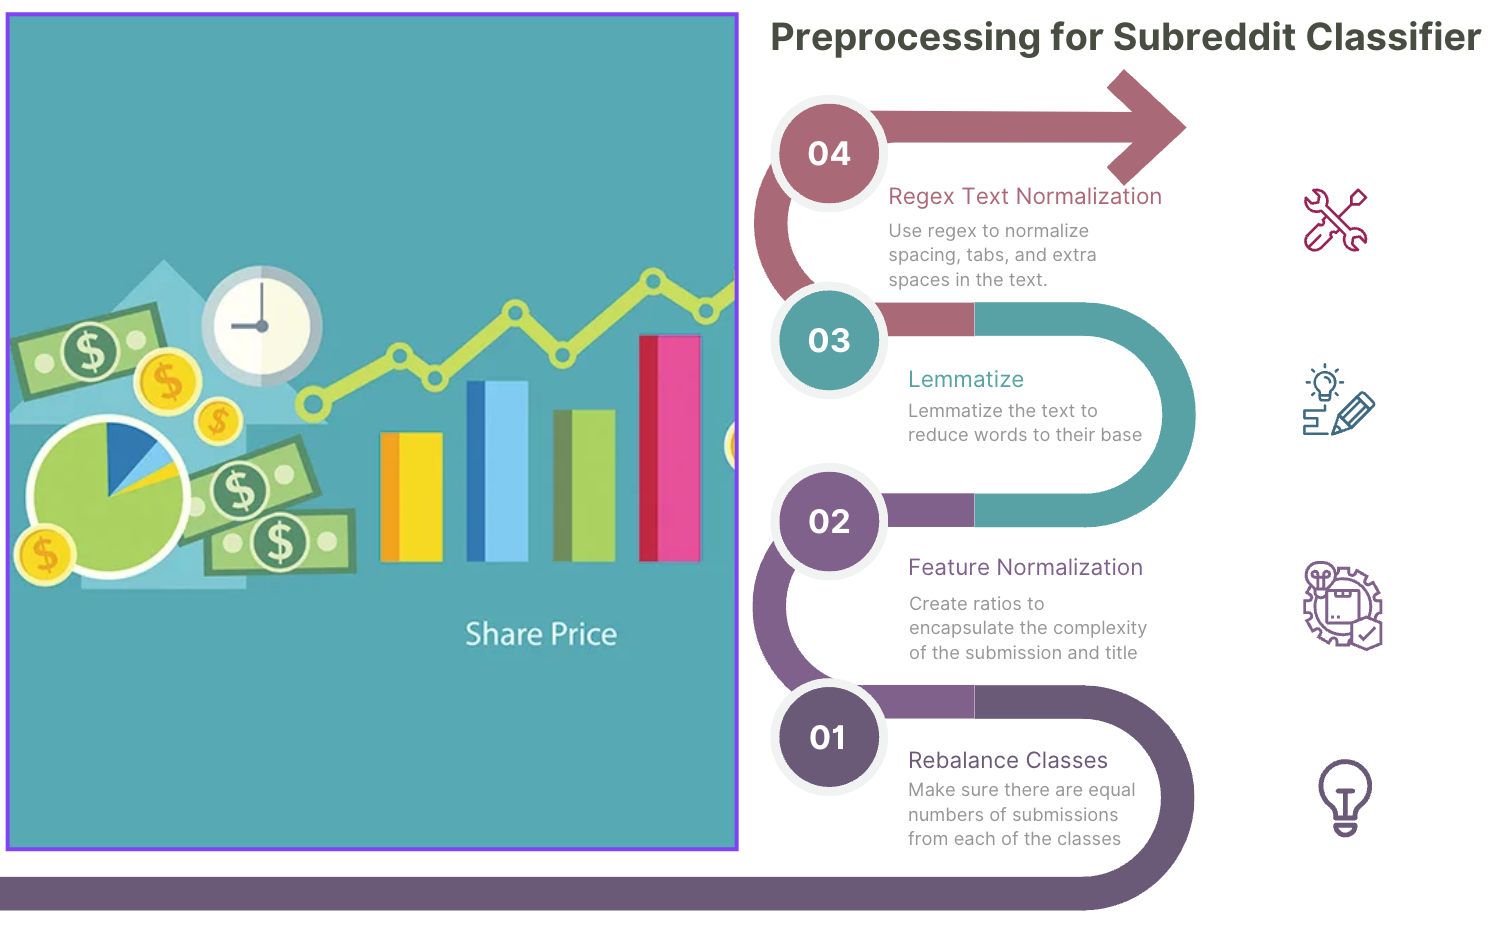 Preprocessing for Subreddit Classifier
04
Regex Text Normalization
Use regex to normalize
spacing, tabs, and extra
spaces in the text.
03
Lemmatize
Lemmatize the text to
reduce words to their base
02
Feature Normalization
Create ratios to
encapsulate the complexity
of the submission and title
01
Rebalance Classes
Make sure there are equal
numbers of submissions
from each of the classes
$
$
$
$
$
$
Share Price